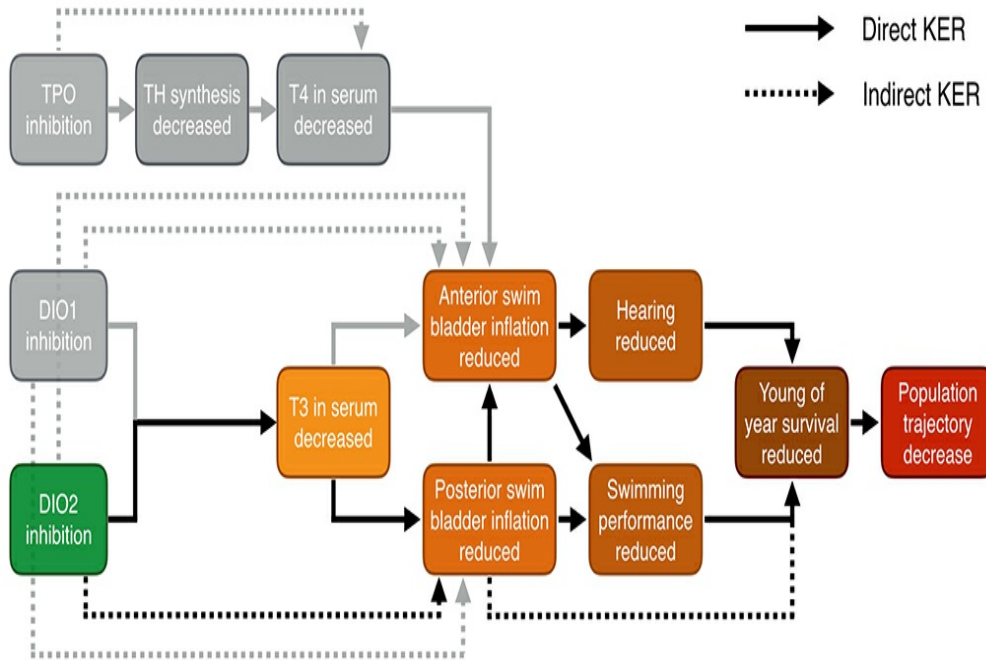 Direct KER
Indirect KER
TPO
inhibition
TH synthesis
decreased
T4 in serum
decreased
DIO1
inhibition
Anterior swim
bladder inflation
reduced
Hearing
reduced
T3 in serum
decreased
Young of
year survival
reduced
Population
trajectory
decrease
DIO2
inhibition
Posterior swim
bladder inflation
reduced
Swimming
performance
reduced